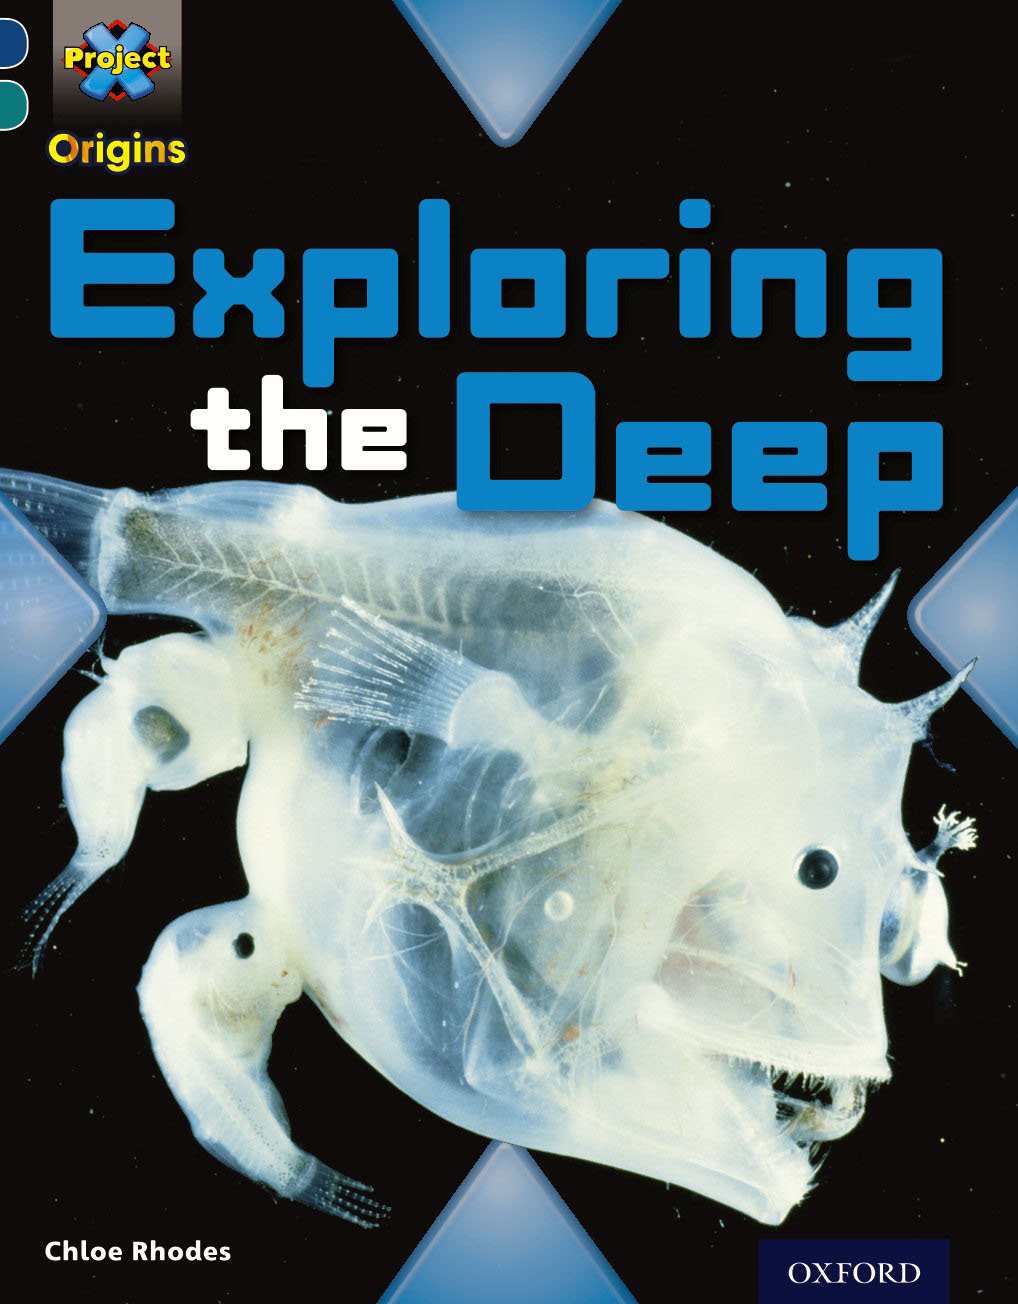 Project
X
Origins
Exploring
the Deep
Chloe Rhodes
OXFORD